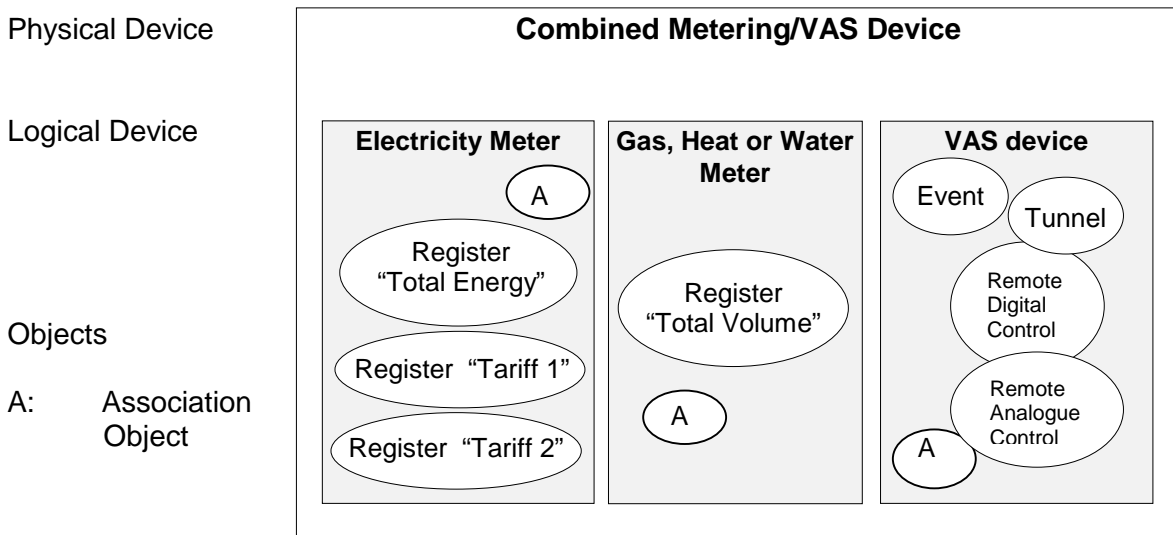 Physical Device
Combined Metering/VAS Device
Logical Device
Electricity Meter
A
Register
“Total Energy”
Register “Tariff 1”
Register “Tariff 2”
Gas, Heat or Water
Meter
Register
“Total Volume”
A
VAS device
Event
Tunnel
Remote
Digital
Control
Remote
Analogue
Control
A
Objects
A: Association
Object